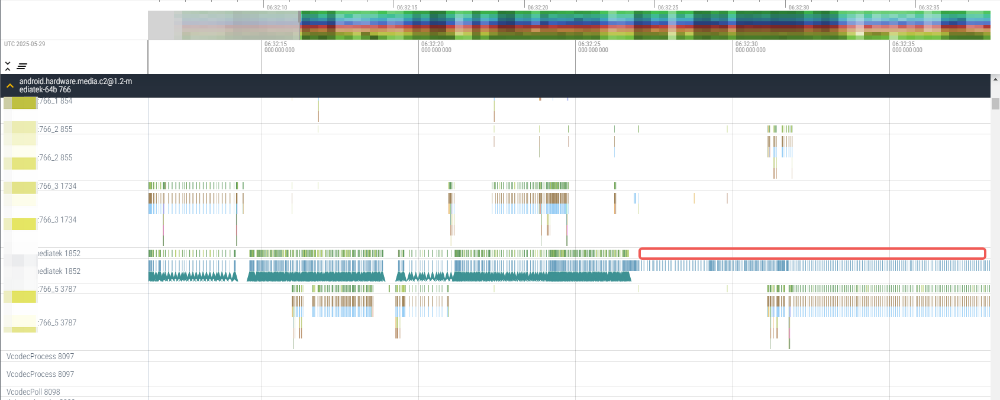 06:32:10
06:32:15
06:32:20
06:32:25
06:32:30
06:32:35
UTC 2025-05-29
06:32:15
000 000 000
06:32:20
000 000 000
06:32:25
000 000 000
06:32:30
000 000 000
06:32:35
000 000 000
android.hardware.media.c2@1.2-m
ediatek-64b 766
:766_1 854
:766_2 855
:766_2 855
:766_3 1734
:766_3 1734
nediatek 1852
nediatek 1852
:766_5 3787
:766_5 3787
VcodecProcess 8097
VcodecProcess 8097
VcodecPoll 8098